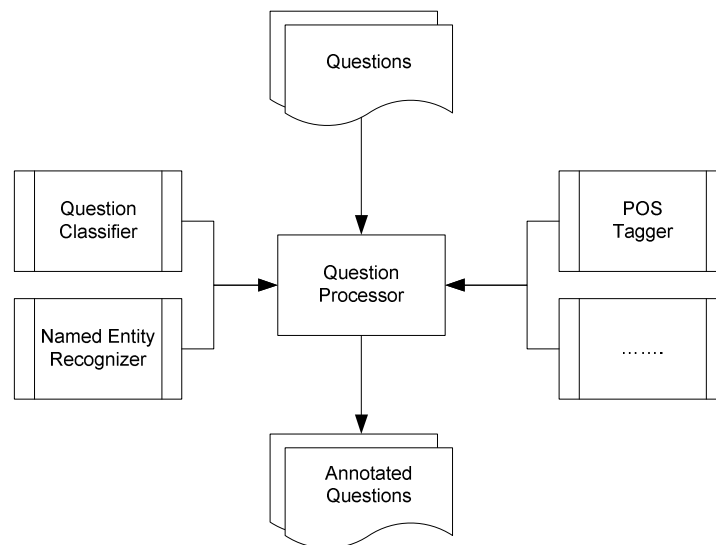 Questions
Question
Classifier
POS
Tagger
Question
Processor
Named Entity
Recognizer
…….
Annotated
Questions